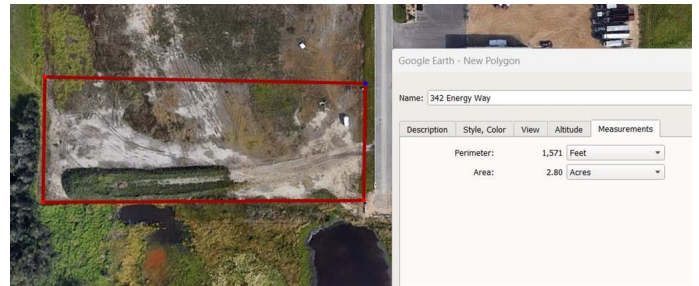 Google Earth - New Polygon
Name: 342 Energy Way
Description Style, Color View Altitude Measurements
Perimeter: 1,571 Feet
Area: 2.80 Acres